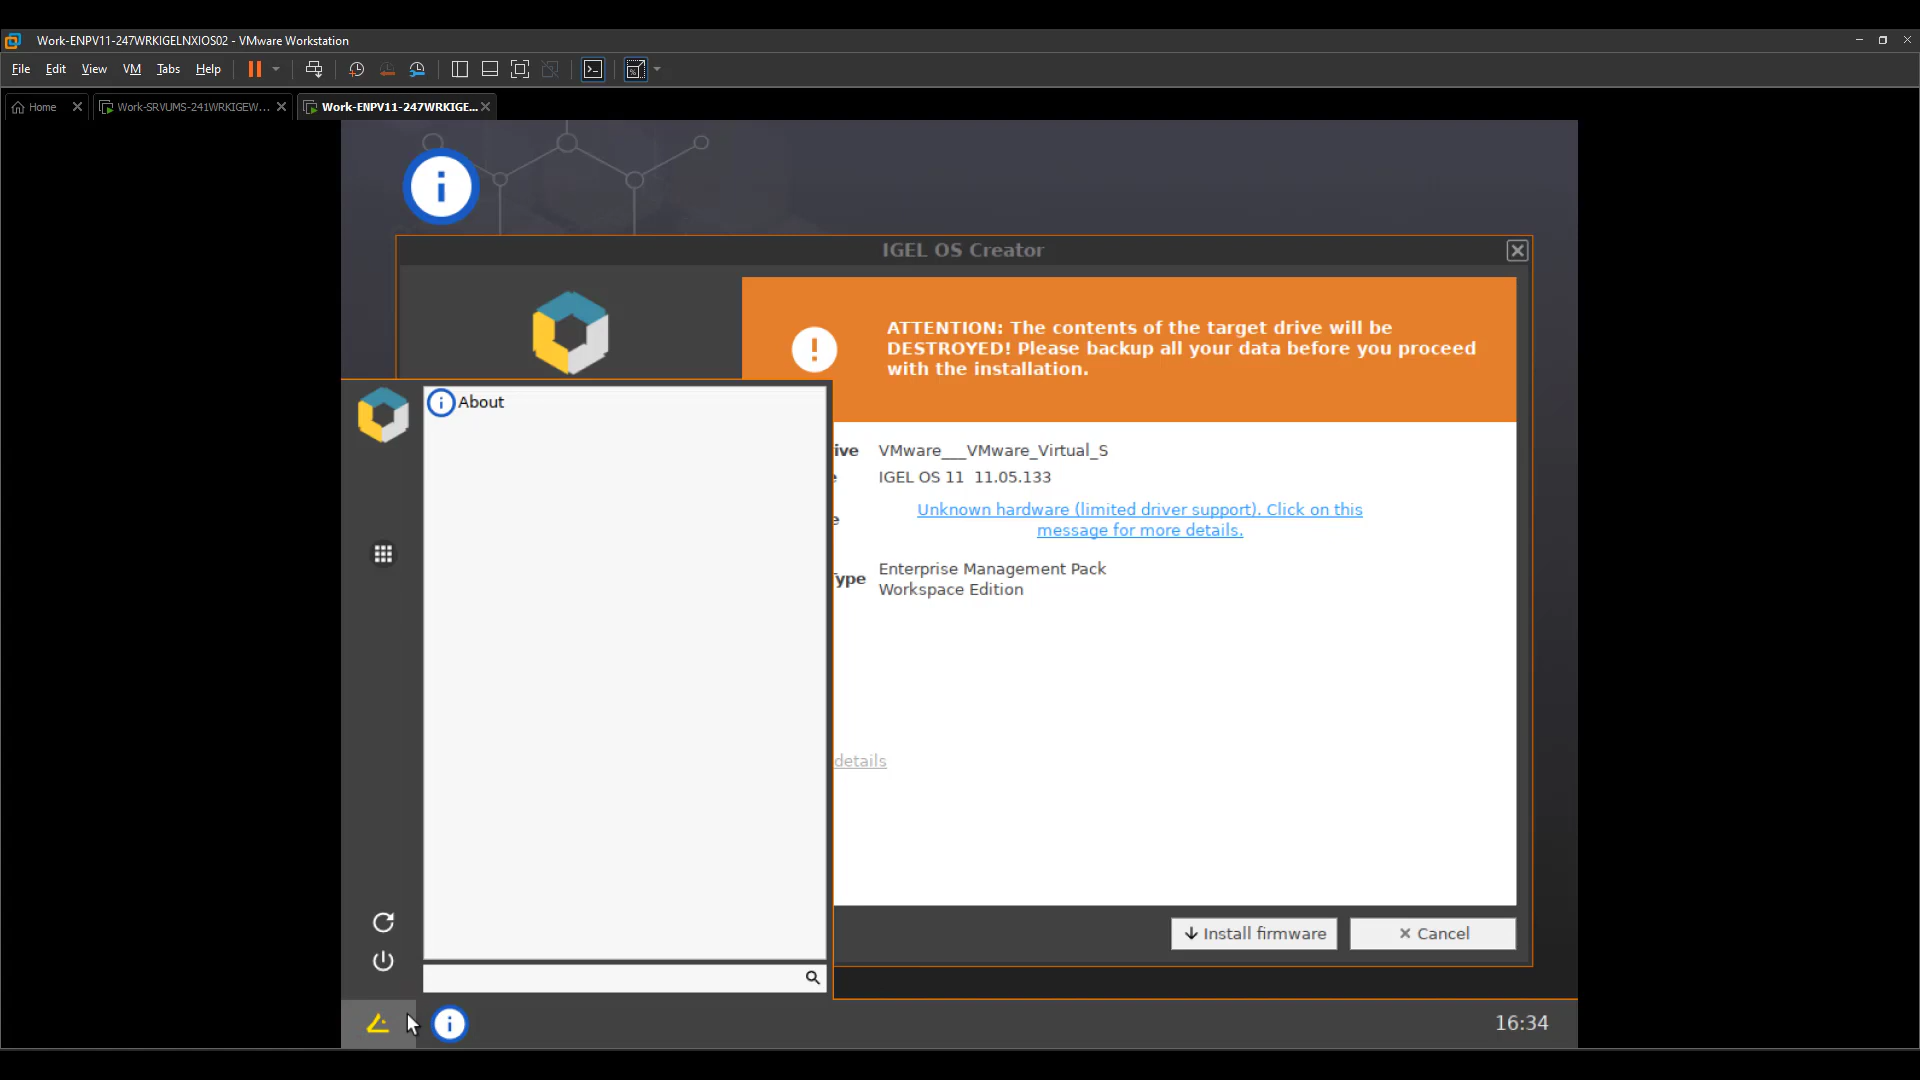 Work-ENPV11-247WRKIGELNXIOS02 - VMware Workstation
File Edit View VM Tabs Help
Home Work-SRVUMS-241WRKIGEW... Work-ENPV11-247WRKIGE...
IGEL OS Creator
ATTENTION: The contents of the target drive will be
DESTROYED! Please backup all your data before you proceed
with the installation.
About
ive VMware___VMware_Virtual_S
e IGEL OS 11 11.05.133
Unknown hardware (limited driver support). Click on this
e
message for more details.
Enterprise Management Pack
Type
Workspace Edition
details
Install firmware Cancel
16:34